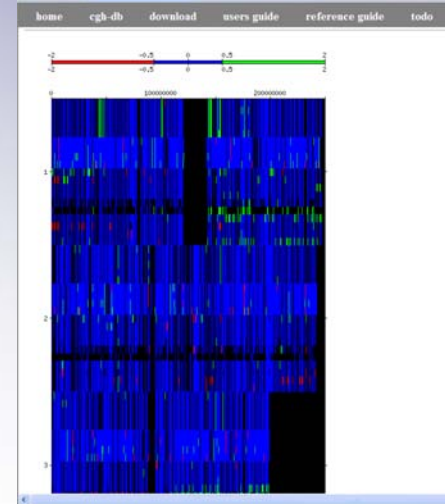 home cgh-db download users guide reference guide todo
-2 -0.5 0 0.5 2
-2 -0.5 0 0.5 2
0 100000000 200000000
1
2
3